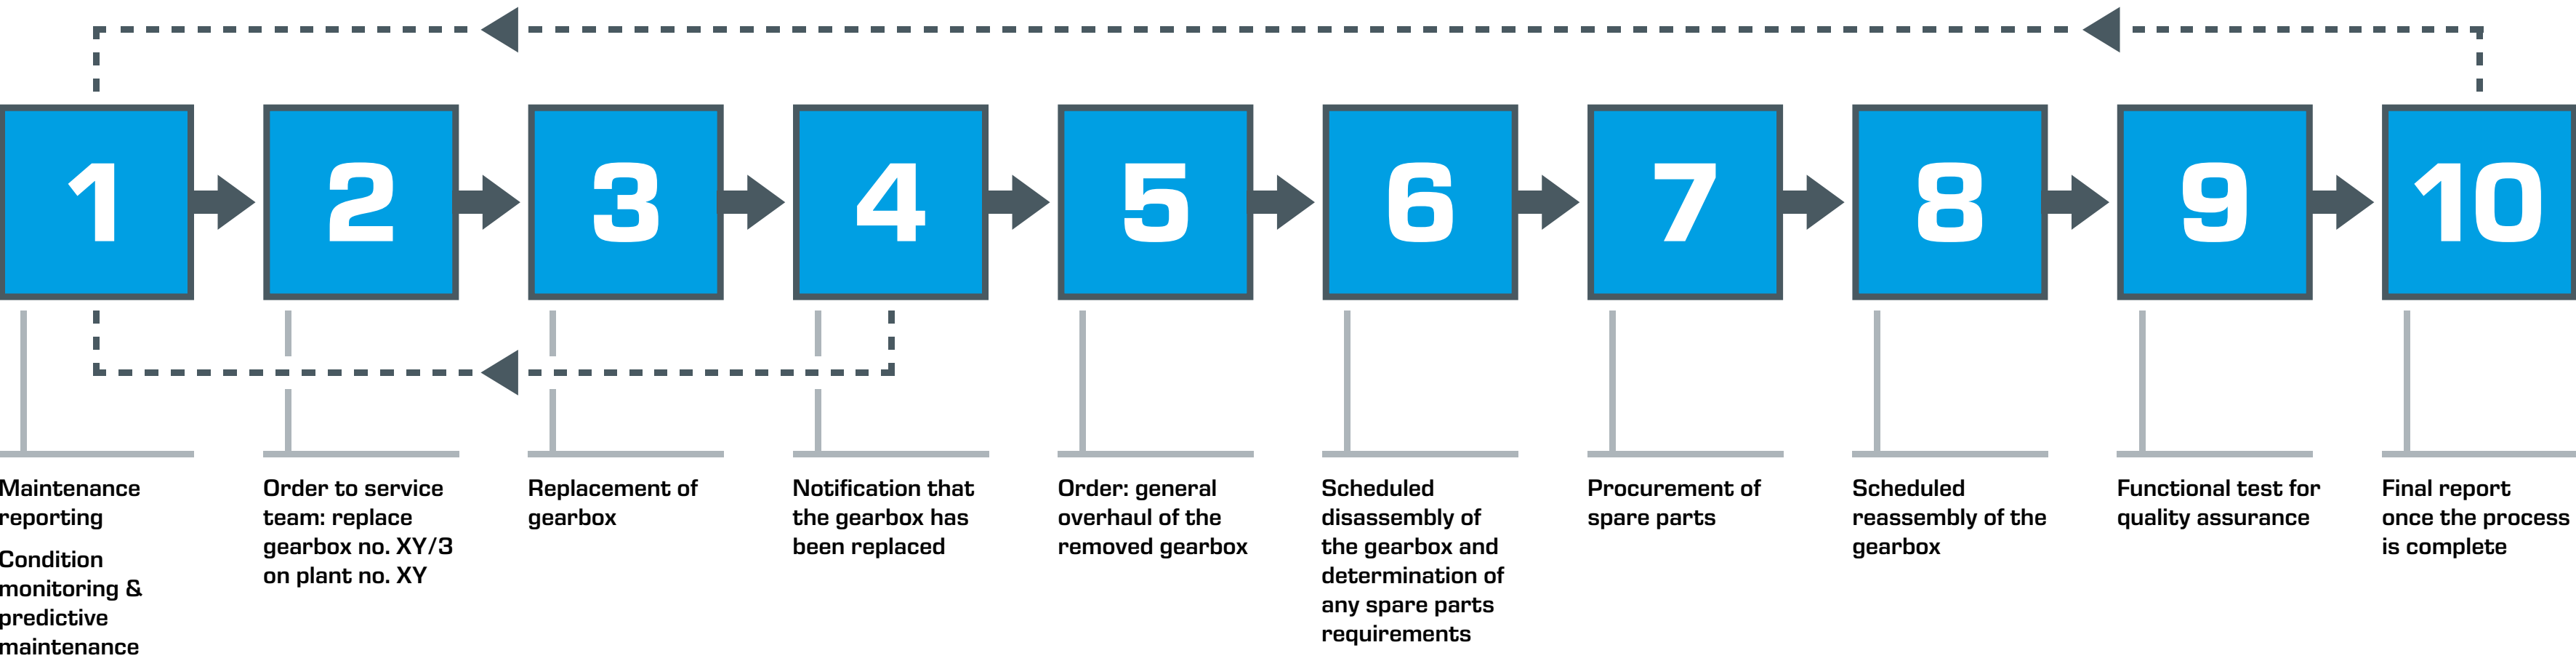 1
2
3
4
5
6
7
8
9
10
Maintenance
reporting
Condition
monitoring &
predictive
maintenance
Order to service
team: replace
gearbox no. XY/3
on plant no. XY
Replacement of
gearbox
Notification that
the gearbox has
been replaced
Order: general
overhaul of the
removed gearbox
Scheduled
disassembly of
the gearbox and
determination of
any spare parts
requirements
Procurement of
spare parts
Scheduled
reassembly of the
gearbox
Functional test for
quality assurance
Final report
once the process
is complete